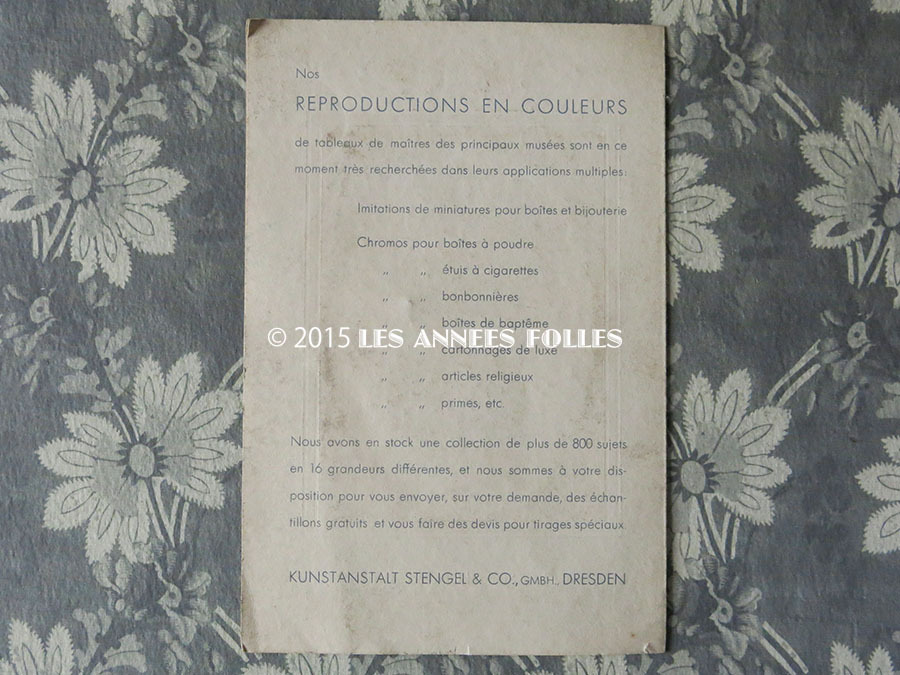 Nos
REPRODUCTIONS EN COULEURS
de tableaux de maîtres des principaux musées sont en ce
moment très recherchées dans leurs applications multiples:
Imitations de miniatures pour boîtes et bijouterie
Chromos pour boîtes à poudre
„ „ étuis à cigarettes
„ „ bonbonnières
„ „ boîtes de baptême
© 2015 LES ANNEES FOLLES
„ „ cartonnages de luxe
„ „ articles religieux
„ „ primes, etc.
Nous avons en stock une collection de plus de 800 sujets
en 16 grandeurs différentes, et nous sommes à votre dis-
position pour vous envoyer, sur votre demande, des échan-
tillons gratuits et vous faire des devis pour tirages spéciaux.
KUNSTANSTALT STENGEL & CO., GMBH., DRESDEN